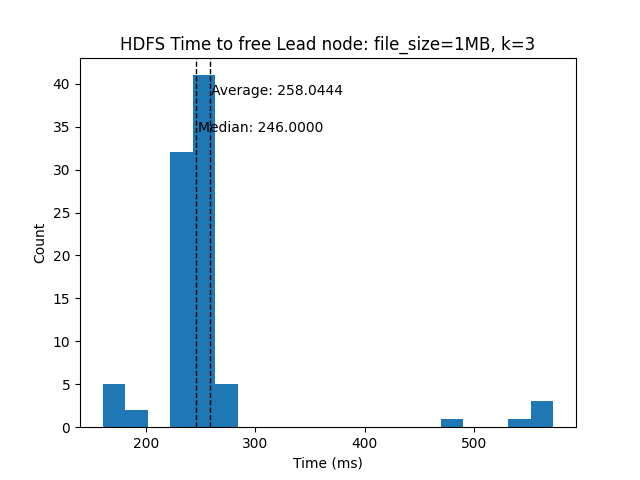 HDFS Time to free Lead node: file_size=1MB, k=3
40
35
30
25
20
15
10
5
0
Count
Average: 258.0444
Median: 246.0000
200
300
400
500
Time (ms)